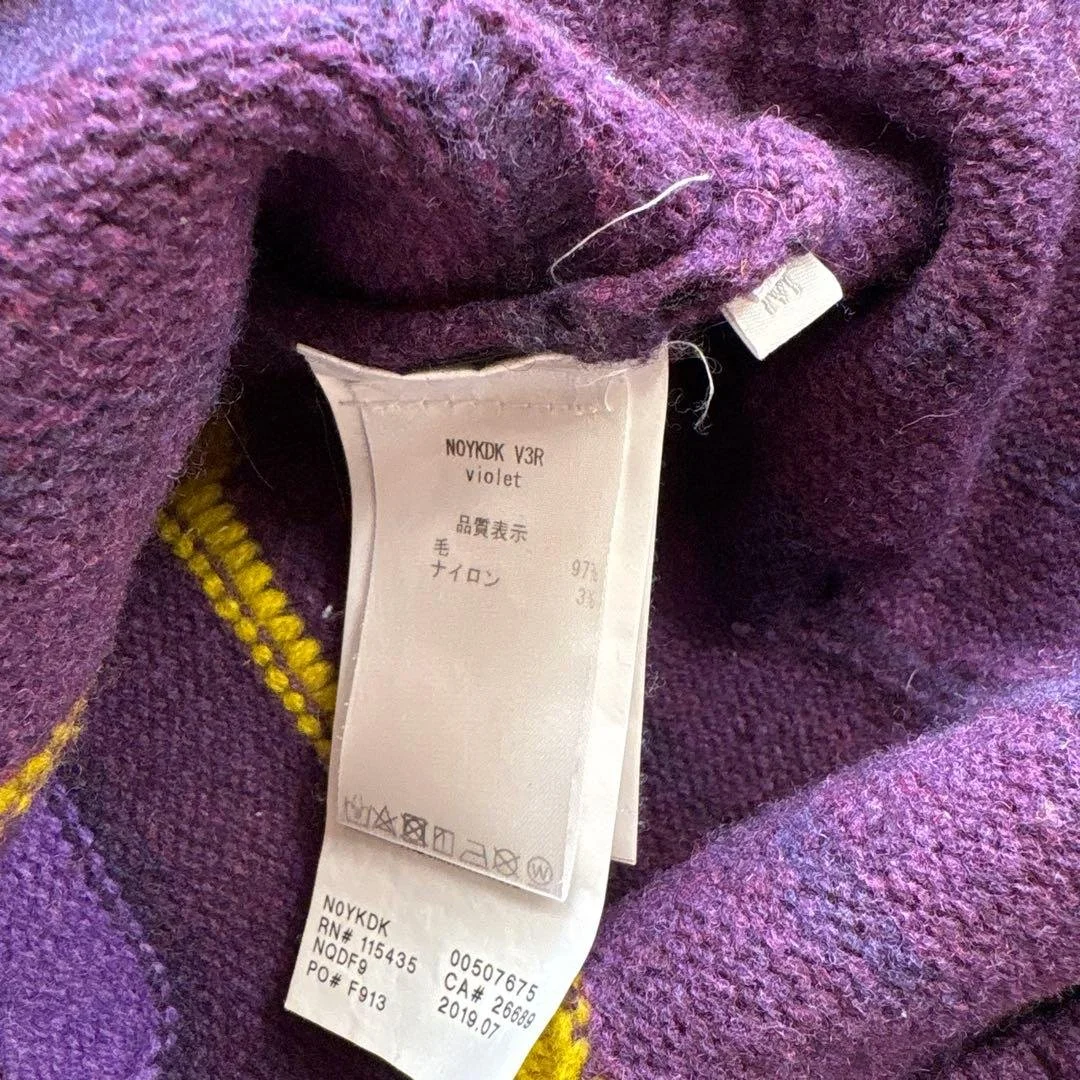 NOYKDK V3R
violet
品質表示
毛 97%
ナイロン 3%
NOYKDK
RN# 115435
NQDF9
PO# F913
00507675
CA# 26689
2019.07